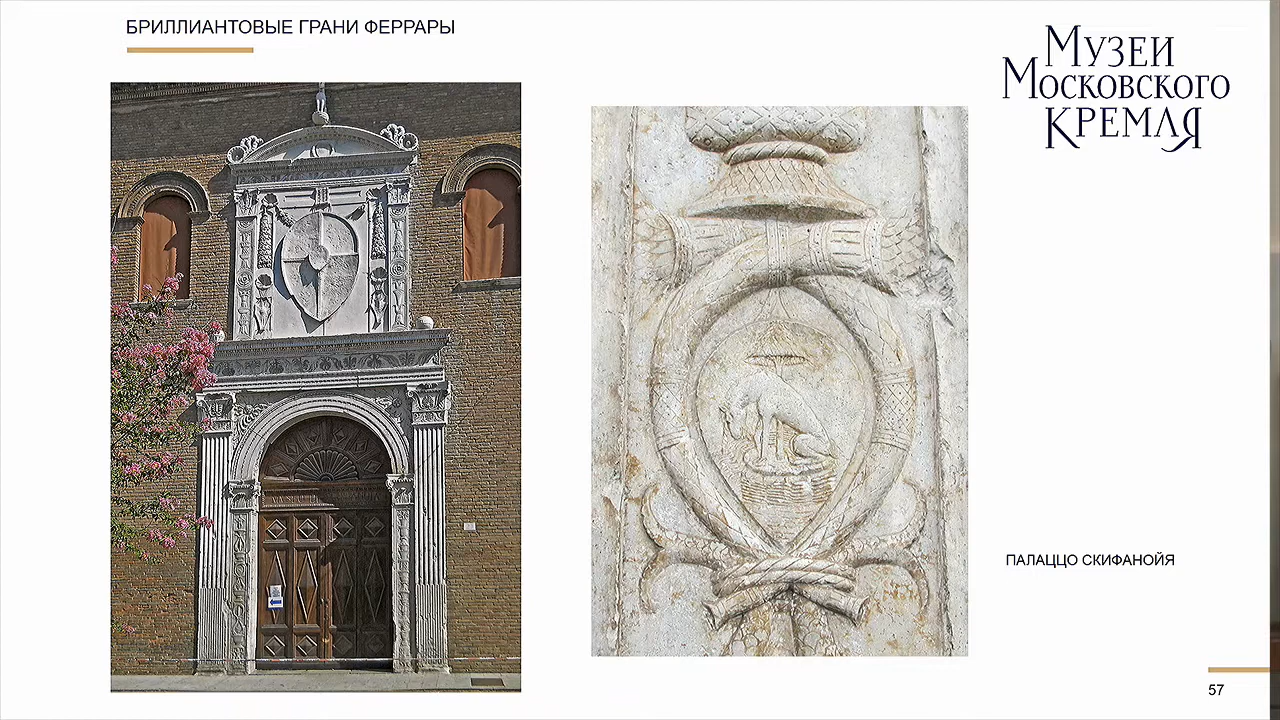 БРИЛЛИАНТОВЫЕ ГРАНИ ФЕРРАРЫ
Музеи
Московского
Кремля
ПАЛАЦЦО СКИФАНОЙЯ
57